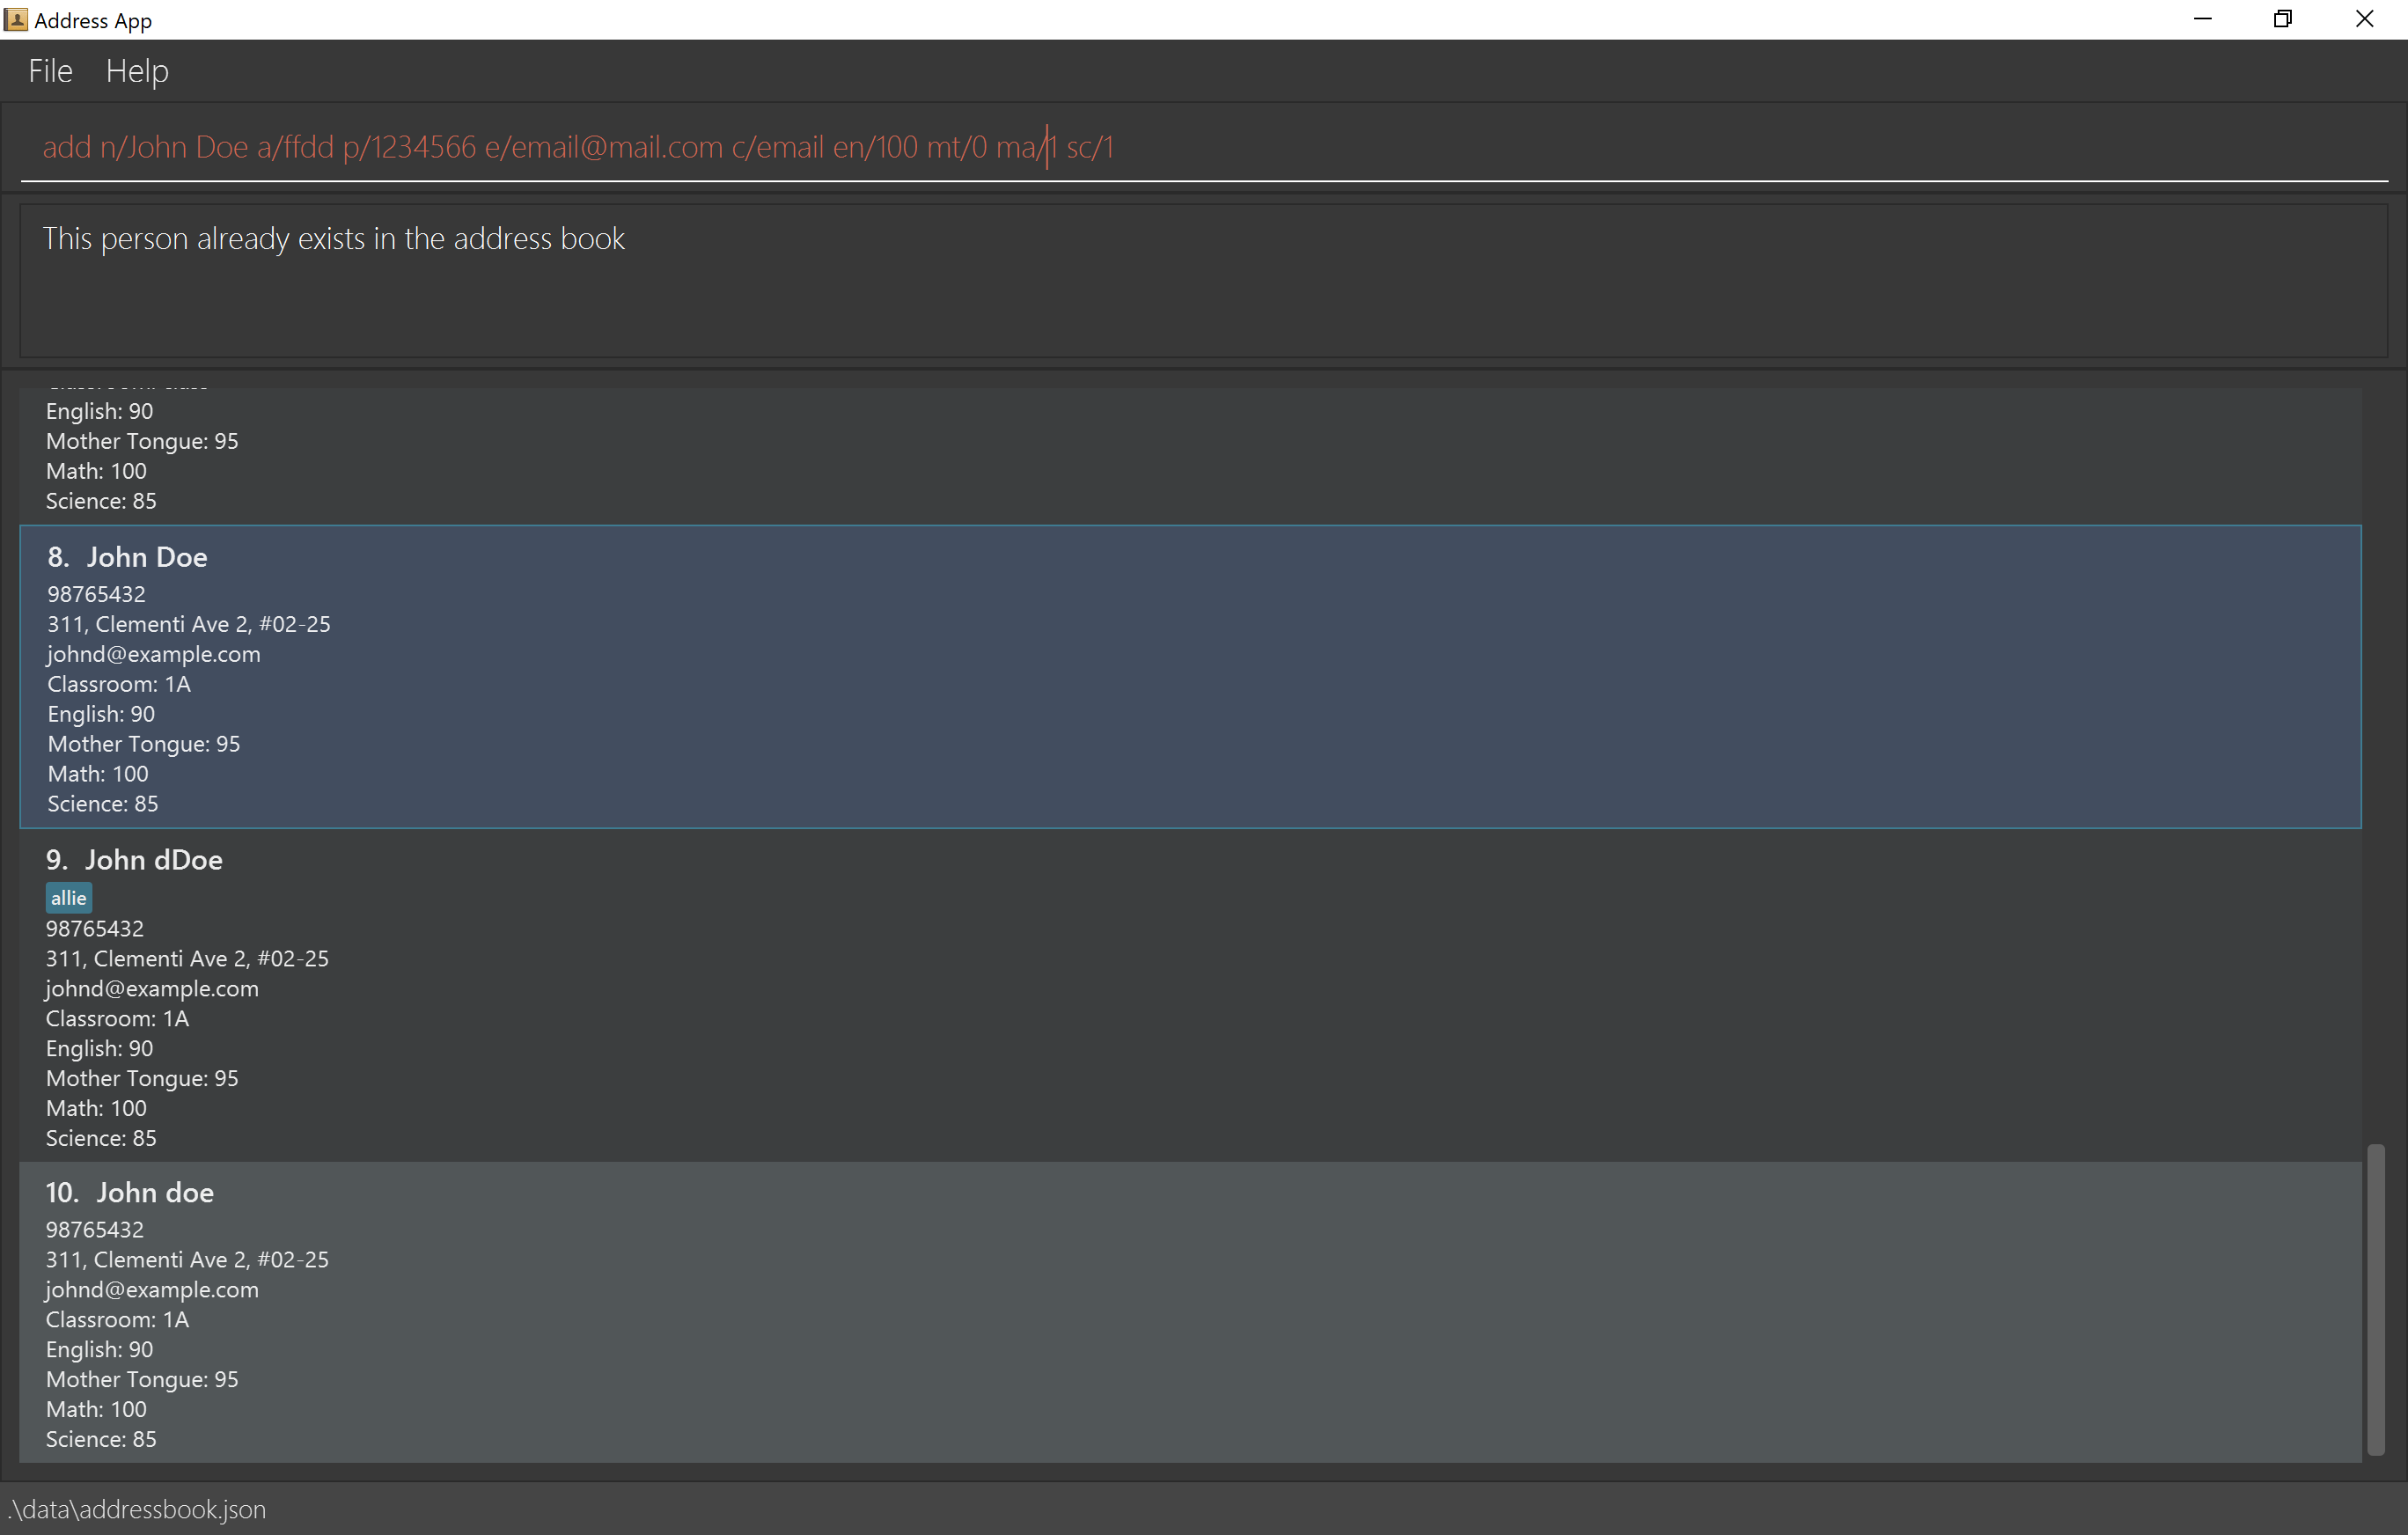 Address App
File Help
add n/John Doe a/ffdd p/1234566 e/email@mail.com c/email en/100 mt/0 ma/1 sc/1
This person already exists in the address book
English: 90
Mother Tongue: 95
Math: 100
Science: 85
8. John Doe
98765432
311, Clementi Ave 2, #02-25
johnd@example.com
Classroom: 1A
English: 90
Mother Tongue: 95
Math: 100
Science: 85
9. John dDoe
allie
98765432
311, Clementi Ave 2, #02-25
johnd@example.com
Classroom: 1A
English: 90
Mother Tongue: 95
Math: 100
Science: 85
10. John doe
98765432
311, Clementi Ave 2, #02-25
johnd@example.com
Classroom: 1A
English: 90
Mother Tongue: 95
Math: 100
Science: 85
.\data\addressbook.json